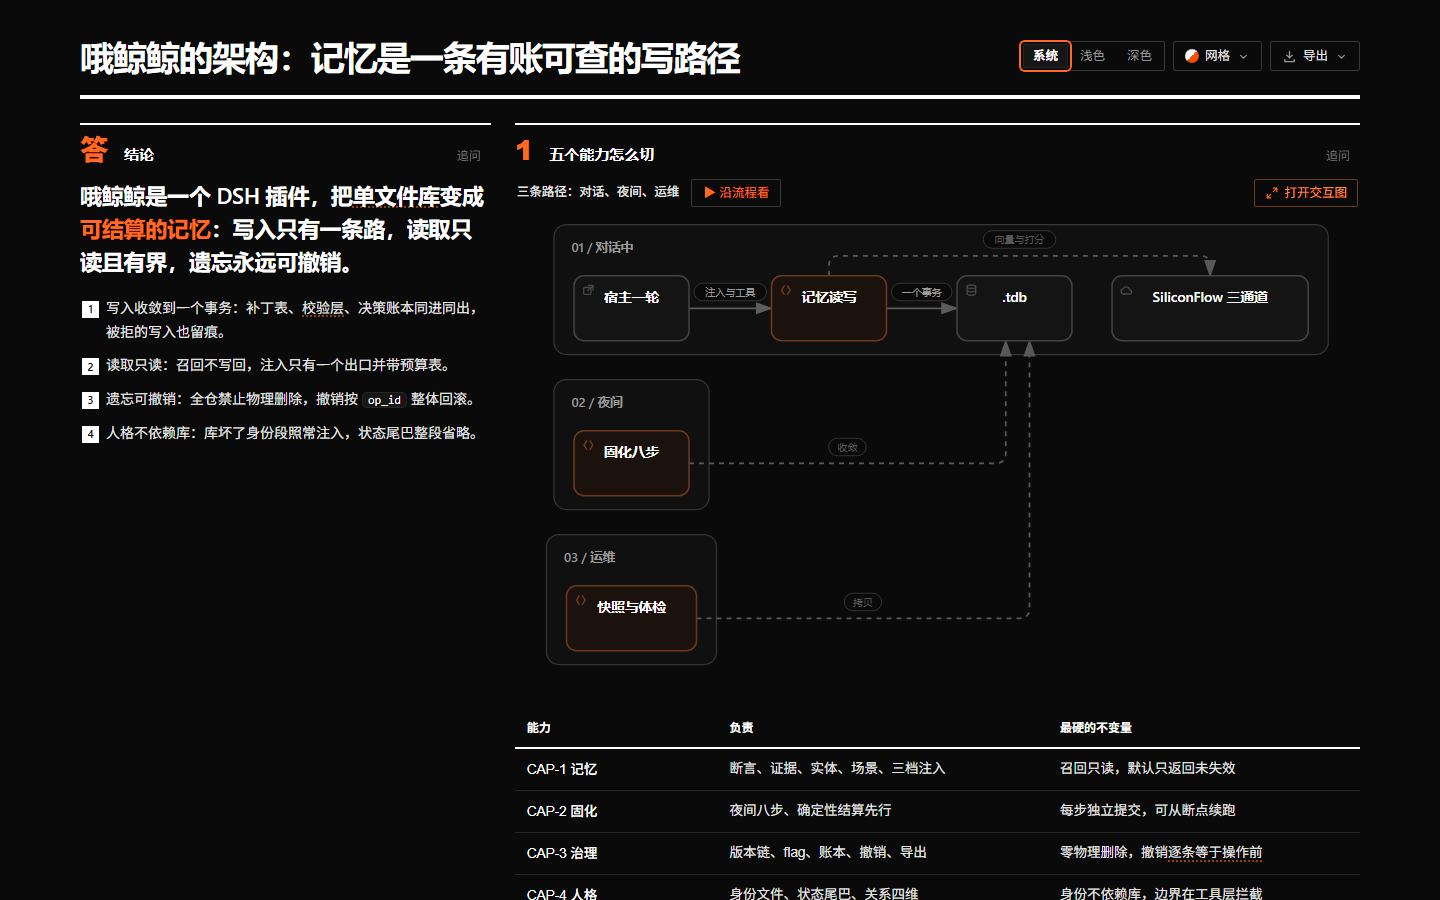 哦鲸鲸的架构：记忆是一条有账可查的写路径
系统 浅色 深色 网格 导出
答 结论 追问
哦鲸鲸是一个 DSH 插件，把单文件库变成
可结算的记忆：写入只有一条路，读取只
读且有界，遗忘永远可撤销。
1 写入收敛到一个事务：补丁表、校验层、决策账本同进同出，
被拒的写入也留痕。
2 读取只读：召回不写回，注入只有一个出口并带预算表。
3 遗忘可撤销：全仓禁止物理删除，撤销按 op_id 整体回滚。
4 人格不依赖库：库坏了身份段照常注入，状态尾巴整段省略。
1 五个能力怎么切 追问
三条路径：对话、夜间、运维 ▶ 沿流程看 打开交互图
01 / 对话中
向量与打分
宿主一轮
注入与工具
记忆读写
一个事务
.tdb
SiliconFlow 三通道
02 / 夜间
固化八步
收敛
03 / 运维
快照与体检
拷贝
能力 负责 最硬的不变量
CAP-1 记忆 断言、证据、实体、场景、三档注入 召回只读，默认只返回未失效
CAP-2 固化 夜间八步、确定性结算先行 每步独立提交，可从断点续跑
CAP-3 治理 版本链、flag、账本、撤销、导出 零物理删除，撤销逐条等于操作前
CAP-4 人格 身份文件、状态尾巴、关系四维 身份不依赖库，边界在工具层拦截